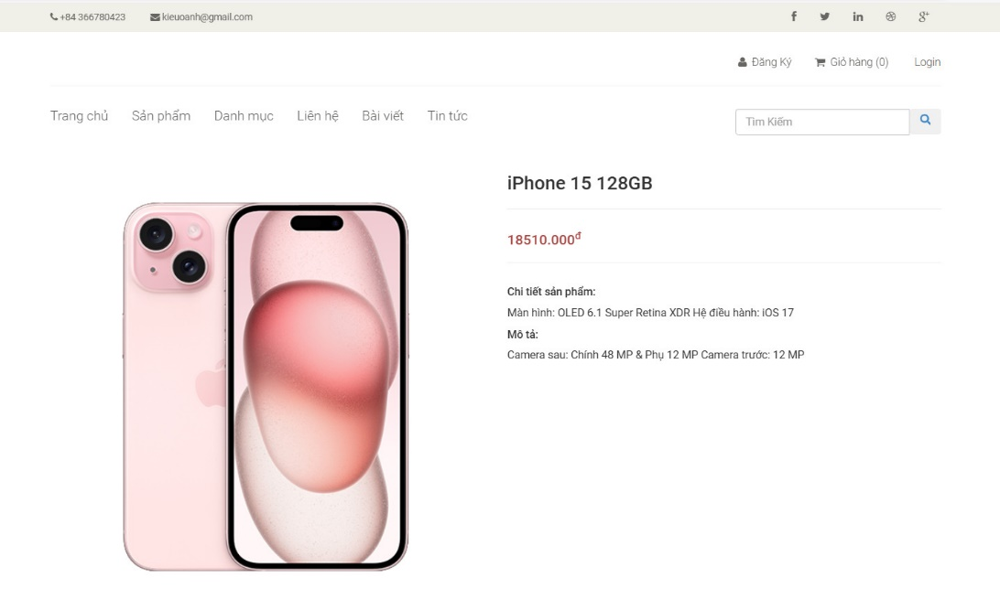 +84 366780423 kieuoanh@gmail.com
Đăng Ký Giỏ hàng (0) Login
Trang chủ Sản phẩm Danh mục Liên hệ Bài viết Tin tức Tìm Kiếm
iPhone 15 128GB
18510.000đ
Chi tiết sản phẩm:
Màn hình: OLED 6.1 Super Retina XDR Hệ điều hành: iOS 17
Mô tả:
Camera sau: Chính 48 MP & Phụ 12 MP Camera trước: 12 MP